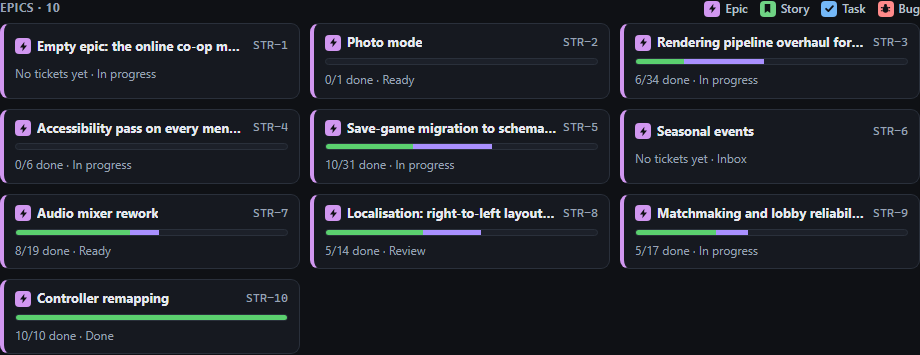 EPICS · 10
Epic Story Task Bug
Empty epic: the online co-op m... STR-1
No tickets yet · In progress
Photo mode STR-2
0/1 done · Ready
Rendering pipeline overhaul for... STR-3
6/34 done · In progress
Accessibility pass on every men... STR-4
0/6 done · In progress
Save-game migration to schema... STR-5
10/31 done · In progress
Seasonal events STR-6
No tickets yet · Inbox
Audio mixer rework STR-7
8/19 done · Ready
Localisation: right-to-left layout... STR-8
5/14 done · Review
Matchmaking and lobby reliabil... STR-9
5/17 done · In progress
Controller remapping STR-10
10/10 done · Done